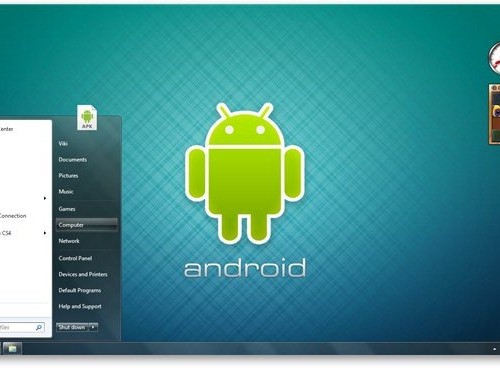 enter
Connection
CS4
files
APK
Viki
Documents
Pictures
Music
Games
Computer
Network
Control Panel
Devices and Printers
Default Programs
Help and Support
Shut down
android